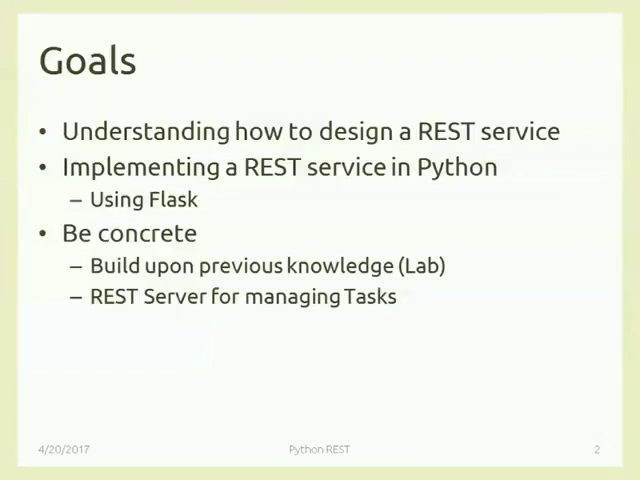 Goals
• Understanding how to design a REST service
• Implementing a REST service in Python
– Using Flask
• Be concrete
– Build upon previous knowledge (Lab)
– REST Server for managing Tasks
4/20/2017
Python REST
2